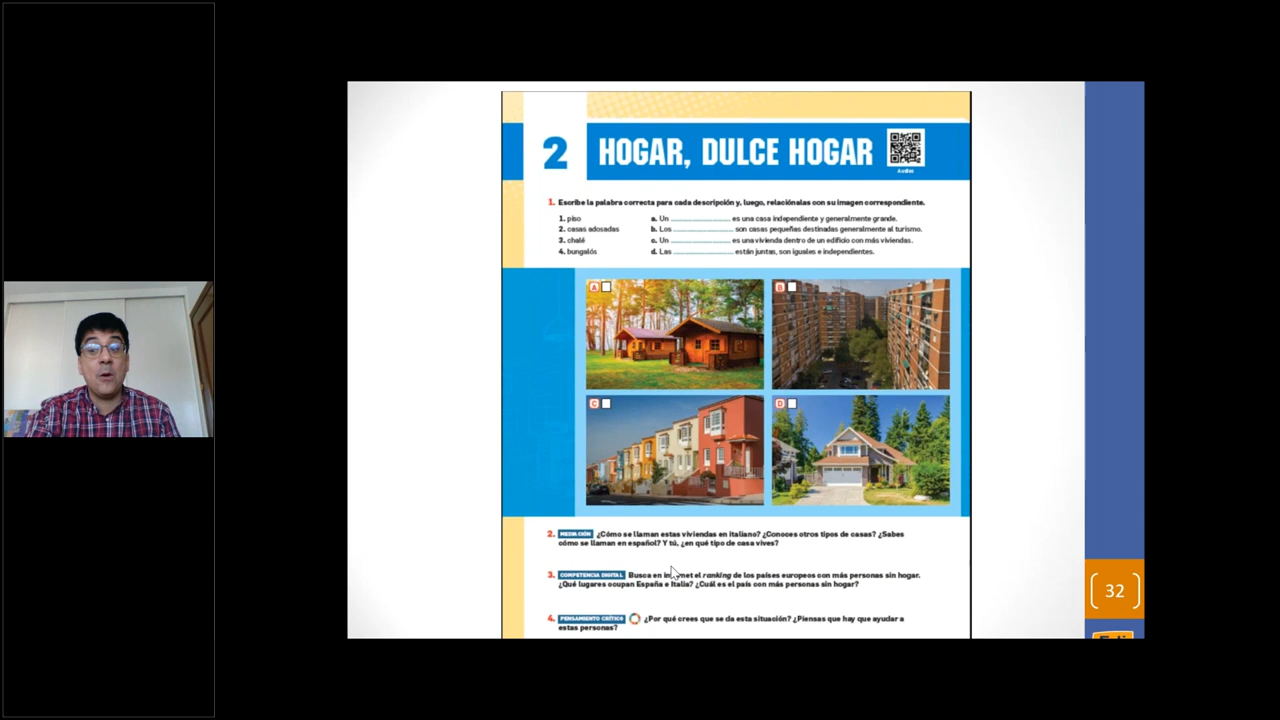 2
HOGAR, DULCE HOGAR
Audios
1. Escribe la palabra correcta para cada descripción y, luego, relaciónalas con su imagen correspondiente.
1. piso
2. casas adosadas
3. chalé
4. bungalós
a. Un ........................ es una casa independiente y generalmente grande.
b. Los ........................ son casas pequeñas destinadas generalmente al turismo.
c. Un ........................ es una vivienda dentro de un edificio con más viviendas.
d. Las ........................ están juntas, son iguales e independientes.
A
B
C
D
2. MEDIACIÓN ¿Cómo se llaman estas viviendas en italiano? ¿Conoces otros tipos de casas? ¿Sabes
cómo se llaman en español? Y tú, ¿en qué tipo de casa vives?
3. COMPETENCIA DIGITAL Busca en internet el ranking de los países europeos con más personas sin hogar.
¿Qué lugares ocupan España e Italia? ¿Cuál es el país con más personas sin hogar?
4. PENSAMIENTO CRÍTICO ¿Por qué crees que se da esta situación? ¿Piensas que hay que ayudar a
estas personas?
32